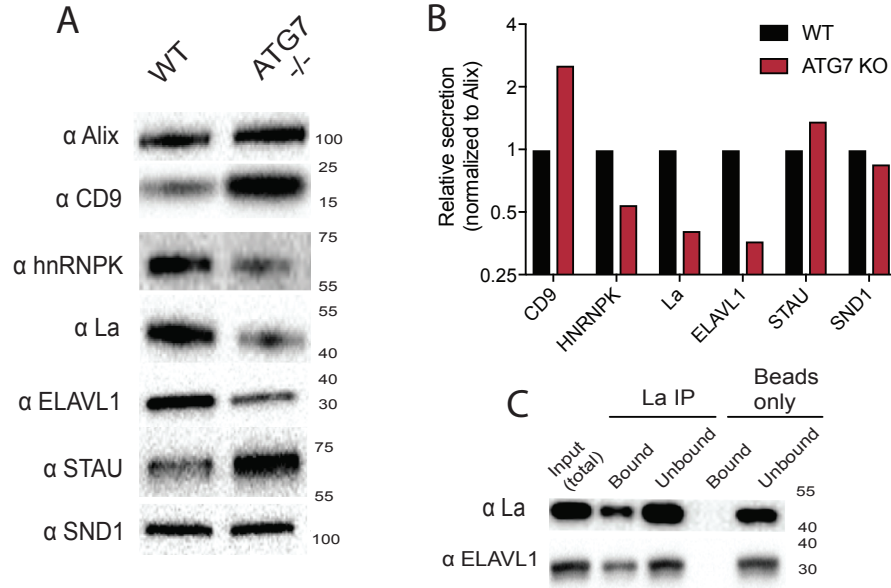 A
WT
ATG7
-/-
α Alix
100
α CD9
25
15
α hnRNPK
75
55
α La
55
40
α ELAVL1
40
30
α STAU
75
55
α SND1
100
B
Relative secretion
(normalized to Alix)
4
2
1
0.5
0.25
WT
ATG7 KO
CD9
HNRNPK
La
ELAVL1
STAU
SND1
C
La IP
Beads
only
Input
(total)
Bound
Unbound
Bound
Unbound
α La
55
40
α ELAVL1
40
30